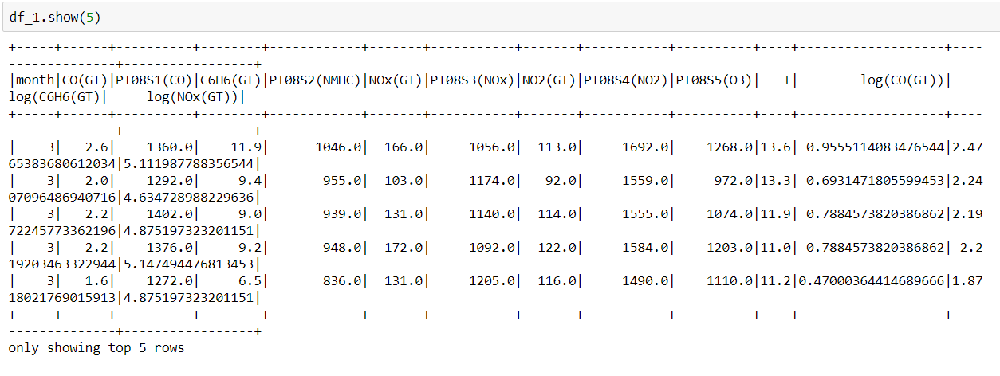 df_1.show(5)
+-----+------+----------+--------+-------------+-------+-----------+-------+-----------+----------+----+-------------------+----
--------------+-----------------+
|month|CO(GT)|PT08S1(CO)|C6H6(GT)|PT08S2(NMHC)|NOx(GT)|PT08S3(NOx)|NO2(GT)|PT08S4(NO2)|PT08S5(O3)|   T|        log(CO(GT))|
log(C6H6(GT)|     log(NOx(GT))|
+-----+------+----------+--------+------------+-------+-----------+-------+-----------+----------+----+-------------------+----
--------------+-----------------+
|    3|   2.6|    1360.0|    11.9|      1046.0|  166.0|     1056.0|  113.0|     1692.0|    1268.0|13.6| 0.9555114083476544|2.47
65383680612034|5.111987788356544|
|    3|   2.0|    1292.0|     9.4|       955.0|  103.0|     1174.0|   92.0|     1559.0|     972.0|13.3| 0.6931471805599453|2.24
07096486940716|4.634728988229636|
|    3|   2.2|    1402.0|     9.0|       939.0|  131.0|     1140.0|  114.0|     1555.0|    1074.0|11.9| 0.7884573820386862|2.19
72245773362196|4.875197323201151|
|    3|   2.2|    1376.0|     9.2|       948.0|  172.0|     1092.0|  122.0|     1584.0|    1203.0|11.0| 0.7884573820386862| 2.2
19203463322944|5.147494476813453|
|    3|   1.6|    1272.0|     6.5|       836.0|  131.0|     1205.0|  116.0|     1490.0|    1110.0|11.2|0.47000364414689666|1.87
18021769015913|4.875197323201151|
+-----+------+----------+--------+------------+-------+-----------+-------+-----------+----------+----+-------------------+----
--------------+-----------------+
only showing top 5 rows